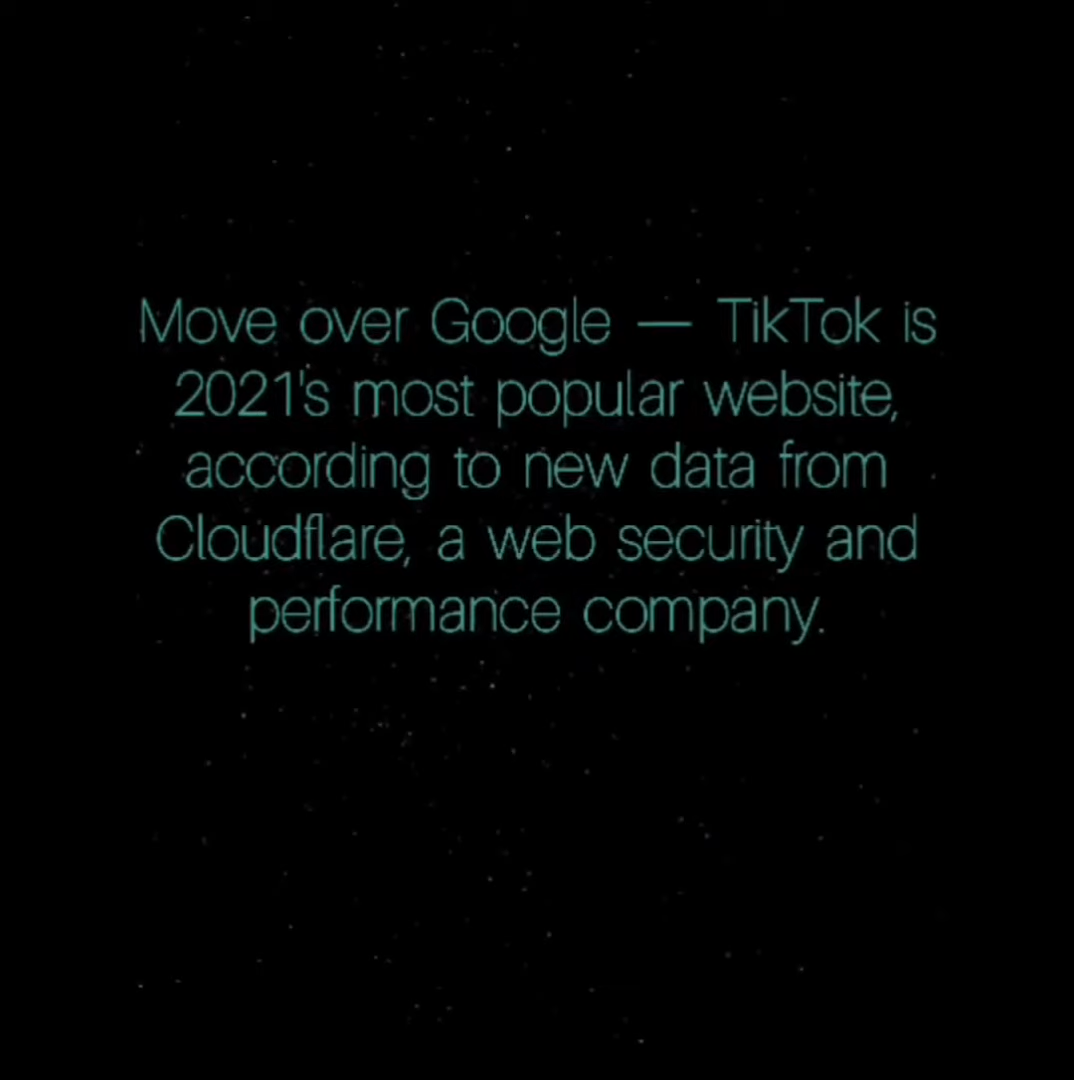 Move over Google — TikTok is
2021's most popular website,
according to new data from
Cloudflare, a web security and
performance company.